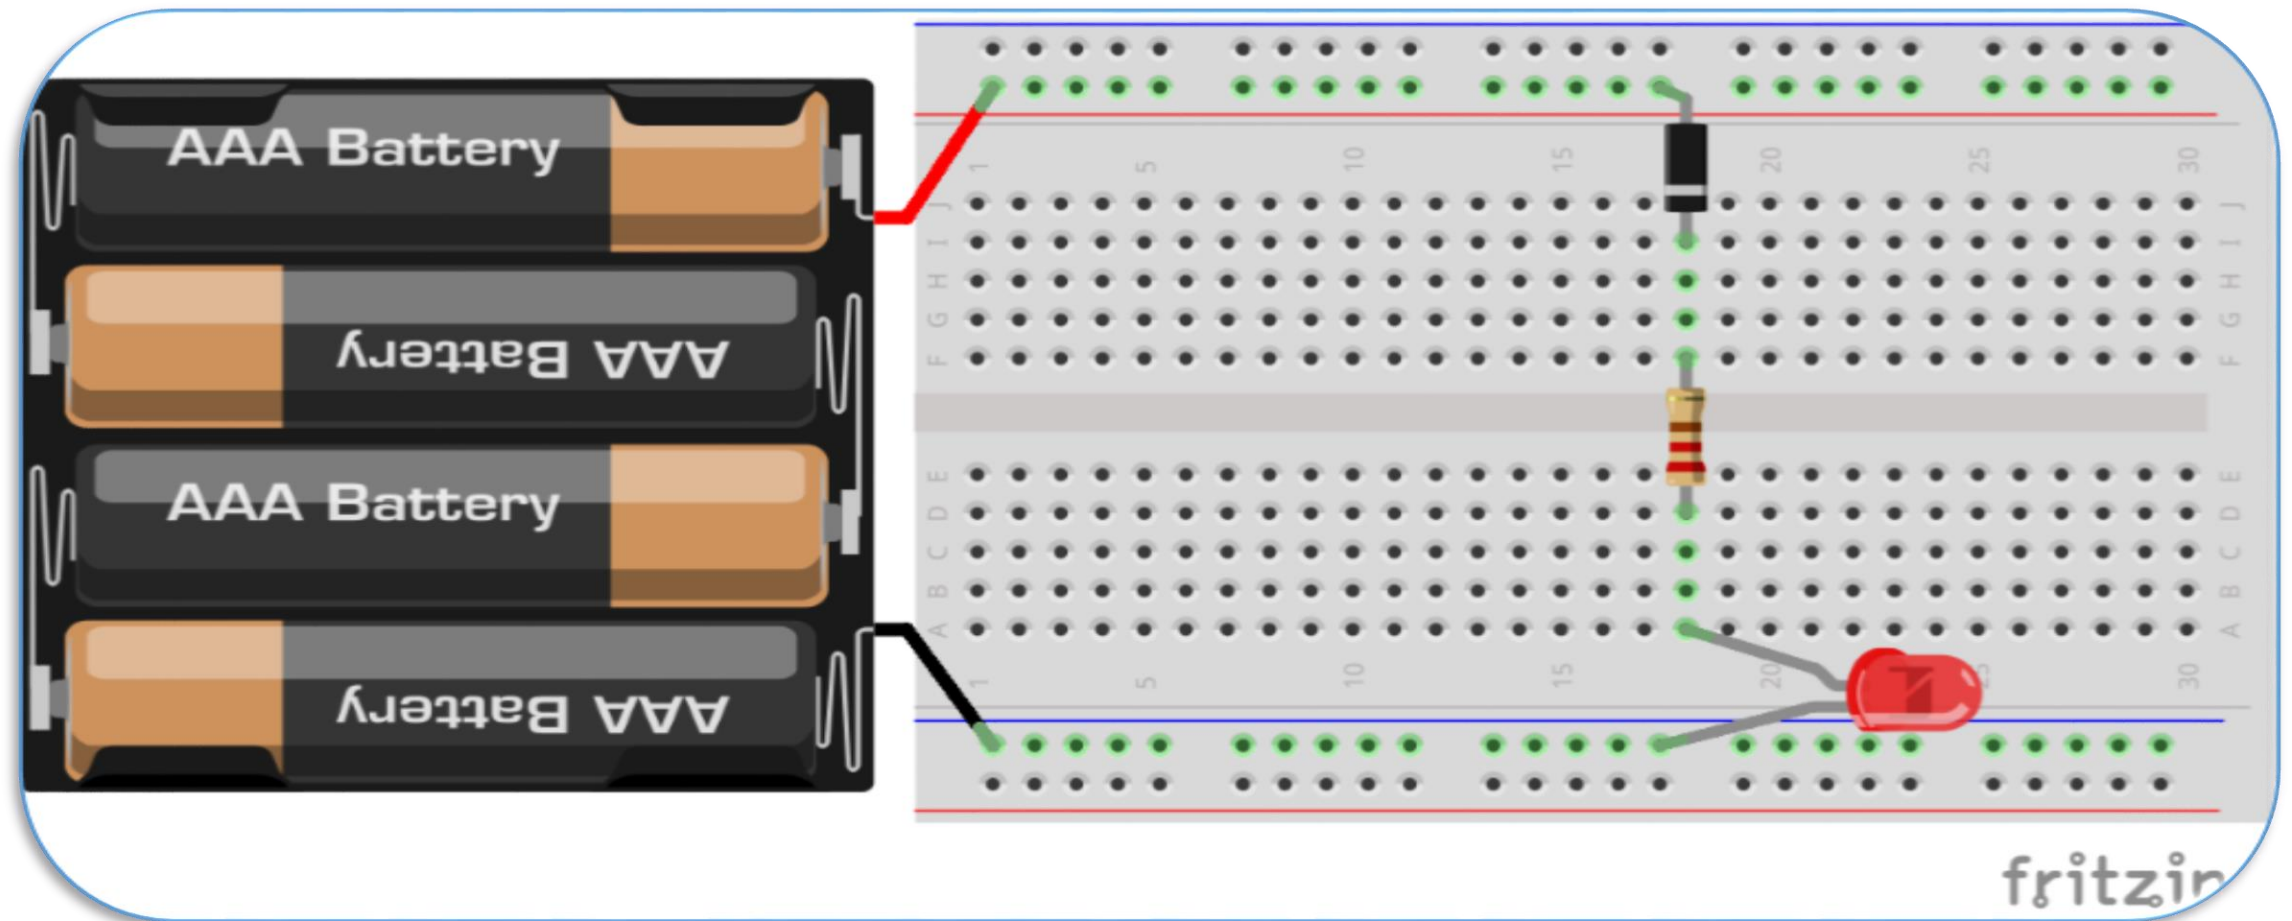 AAA Battery
AAA Battery
AAA Battery
AAA Battery
1 5 10 15 20 25 30
J J
I I
H H
G G
F F
E E
D D
C C
B B
A A
1 5 10 15 20 25 30
fritzin